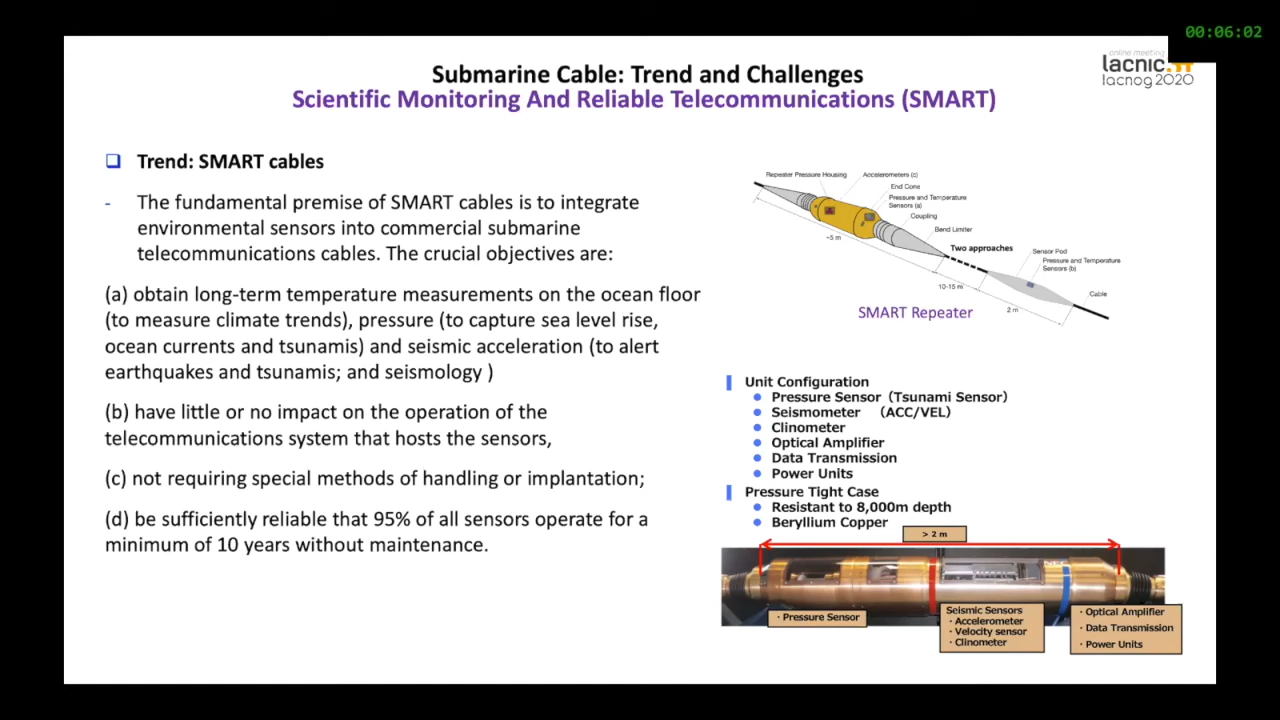 00:06:02
online meeting
lacnic.
lacnog 2020
Submarine Cable: Trend and Challenges
Scientific Monitoring And Reliable Telecommunications (SMART)
Trend: SMART cables
- The fundamental premise of SMART cables is to integrate
environmental sensors into commercial submarine
telecommunications cables. The crucial objectives are:
(a) obtain long-term temperature measurements on the ocean floor
(to measure climate trends), pressure (to capture sea level rise,
ocean currents and tsunamis) and seismic acceleration (to alert
earthquakes and tsunamis; and seismology )
(b) have little or no impact on the operation of the
telecommunications system that hosts the sensors,
(c) not requiring special methods of handling or implantation;
(d) be sufficiently reliable that 95% of all sensors operate for a
minimum of 10 years without maintenance.
Repeater Pressure Housing
Accelerometers (c)
End Cone
Pressure and Temperature
Sensors (a)
Coupling
Bend Limiter
~5 m
Two approaches
Sensor Pod
Pressure and Temperature
Sensors (b)
10-15 m
Cable
2 m
SMART Repeater
Unit Configuration
Pressure Sensor (Tsunami Sensor)
Seismometer (ACC/VEL)
Clinometer
Optical Amplifier
Data Transmission
Power Units
Pressure Tight Case
Resistant to 8,000m depth
Beryllium Copper
> 2 m
・Pressure Sensor
Seismic Sensors
・Accelerometer
・Velocity sensor
・Clinometer
・Optical Amplifier
・Data Transmission
・Power Units